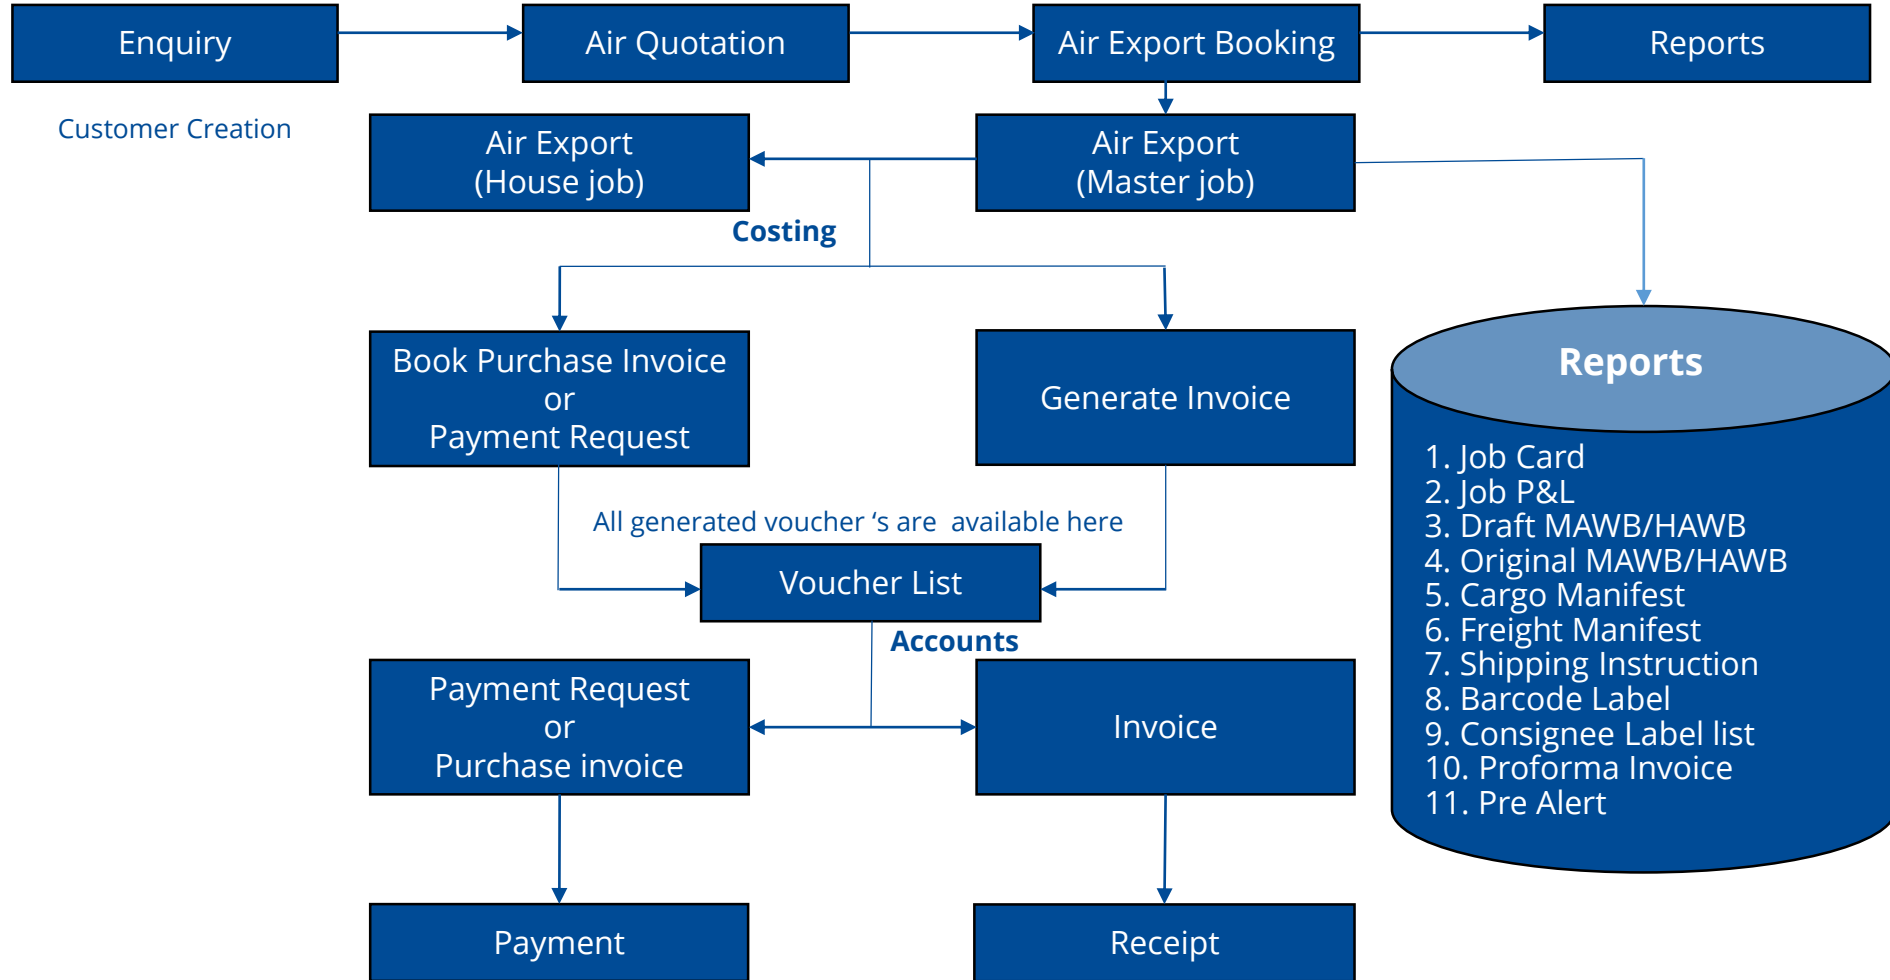 Enquiry
Air Quotation
Air Export Booking
Reports
Customer Creation
Air Export
(House job)
Air Export
(Master job)
Costing
Book Purchase Invoice
or
Payment Request
Generate Invoice
Reports
1. Job Card
2. Job P&L
3. Draft MAWB/HAWB
4. Original MAWB/HAWB
5. Cargo Manifest
6. Freight Manifest
7. Shipping Instruction
8. Barcode Label
9. Consignee Label list
10. Proforma Invoice
11. Pre Alert
All generated voucher ‘s are  available here
Voucher List
Accounts
Payment Request
or
Purchase invoice
Invoice
Payment
Receipt